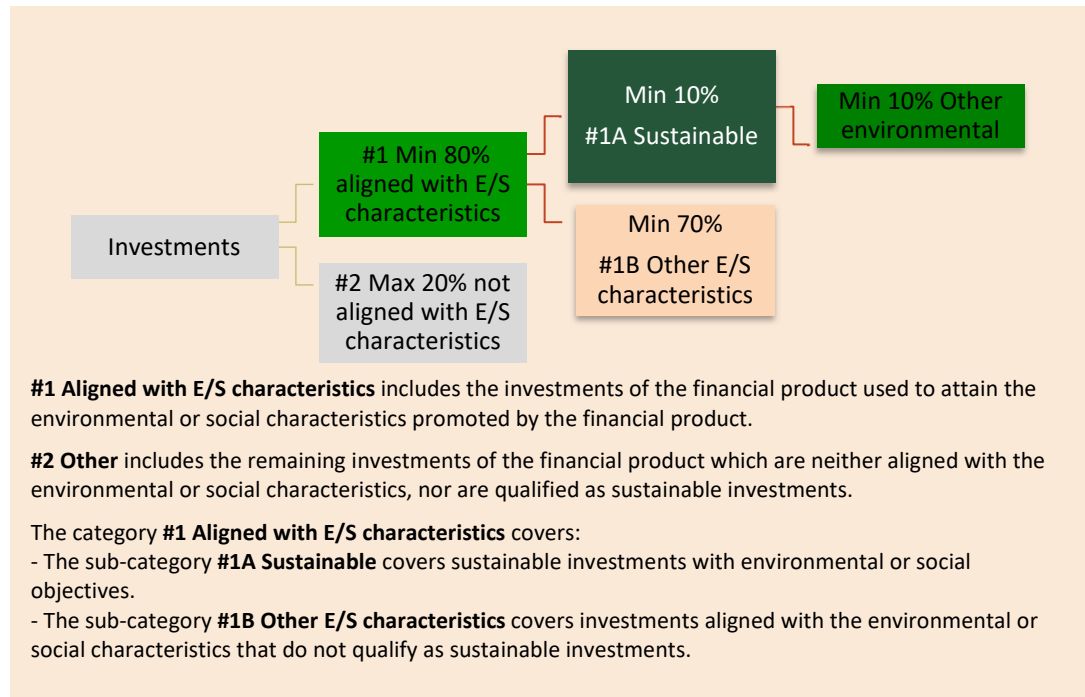 Min 10%
#1A Sustainable
Min 10% Other
environmental
#1 Min 80%
aligned with E/S
characteristics
Investments
Min 70%
#1B Other E/S
characteristics
#2 Max 20% not
aligned with E/S
characteristics
#1 Aligned with E/S characteristics includes the investments of the financial product used to attain the
environmental or social characteristics promoted by the financial product.
#2 Other includes the remaining investments of the financial product which are neither aligned with the
environmental or social characteristics, nor are qualified as sustainable investments.
The category #1 Aligned with E/S characteristics covers:
- The sub-category #1A Sustainable covers sustainable investments with environmental or social
objectives.
- The sub-category #1B Other E/S characteristics covers investments aligned with the environmental or
social characteristics that do not qualify as sustainable investments.